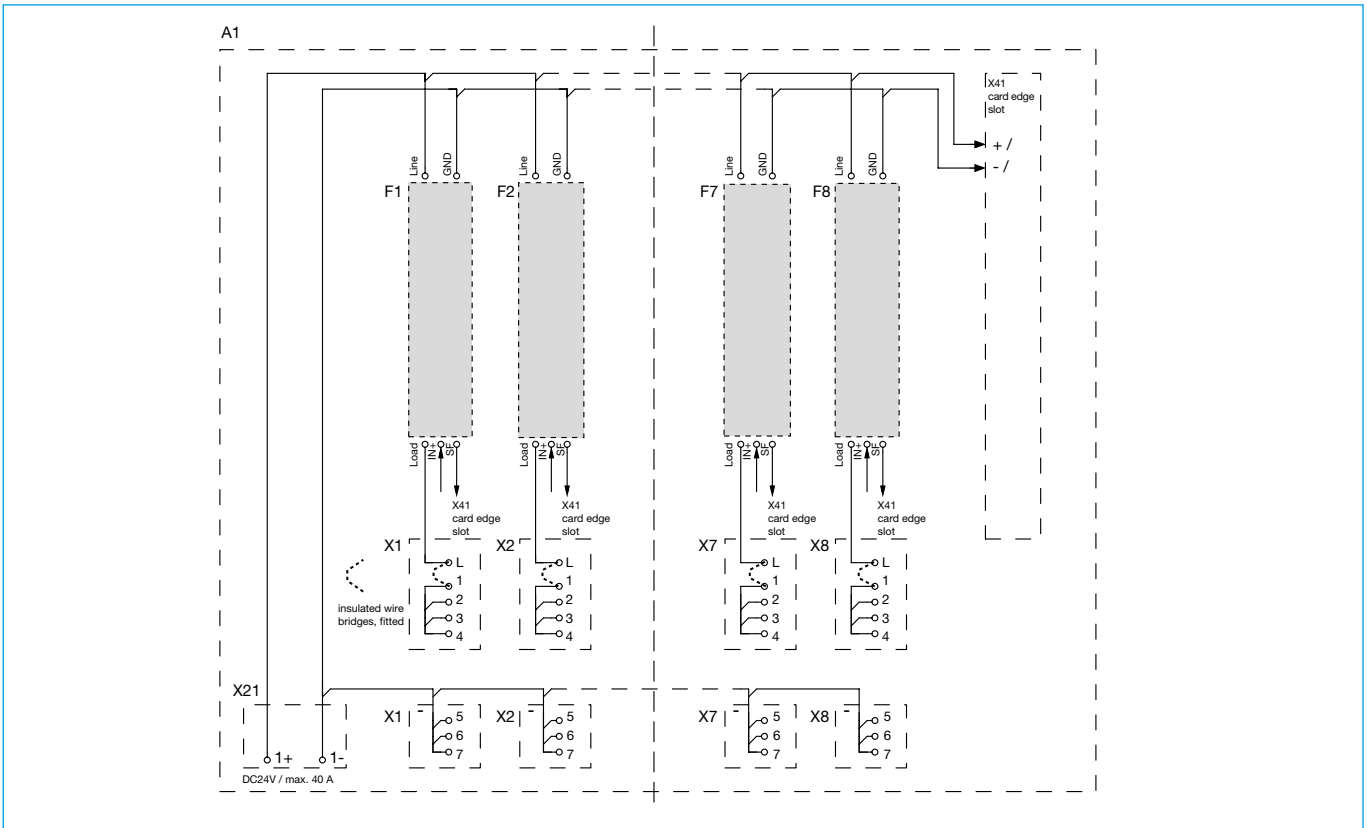 A1
X41
card edge
slot
+ /
- /
Line
GND
Line
GND
Line
GND
Line
GND
F1
F2
F7
F8
Load
IN+
SF
Load
IN+
SF
Load
IN+
SF
Load
IN+
SF
X41
card edge
slot
X41
card edge
slot
X41
card edge
slot
X41
card edge
slot
X1
L
1
2
3
4
X2
L
1
2
3
4
X7
L
1
2
3
4
X8
L
1
2
3
4
insulated wire
bridges, fitted
X21
1+
1-
DC24V / max. 40 A
X1
-
5
6
7
X2
-
5
6
7
X7
-
5
6
7
X8
-
5
6
7